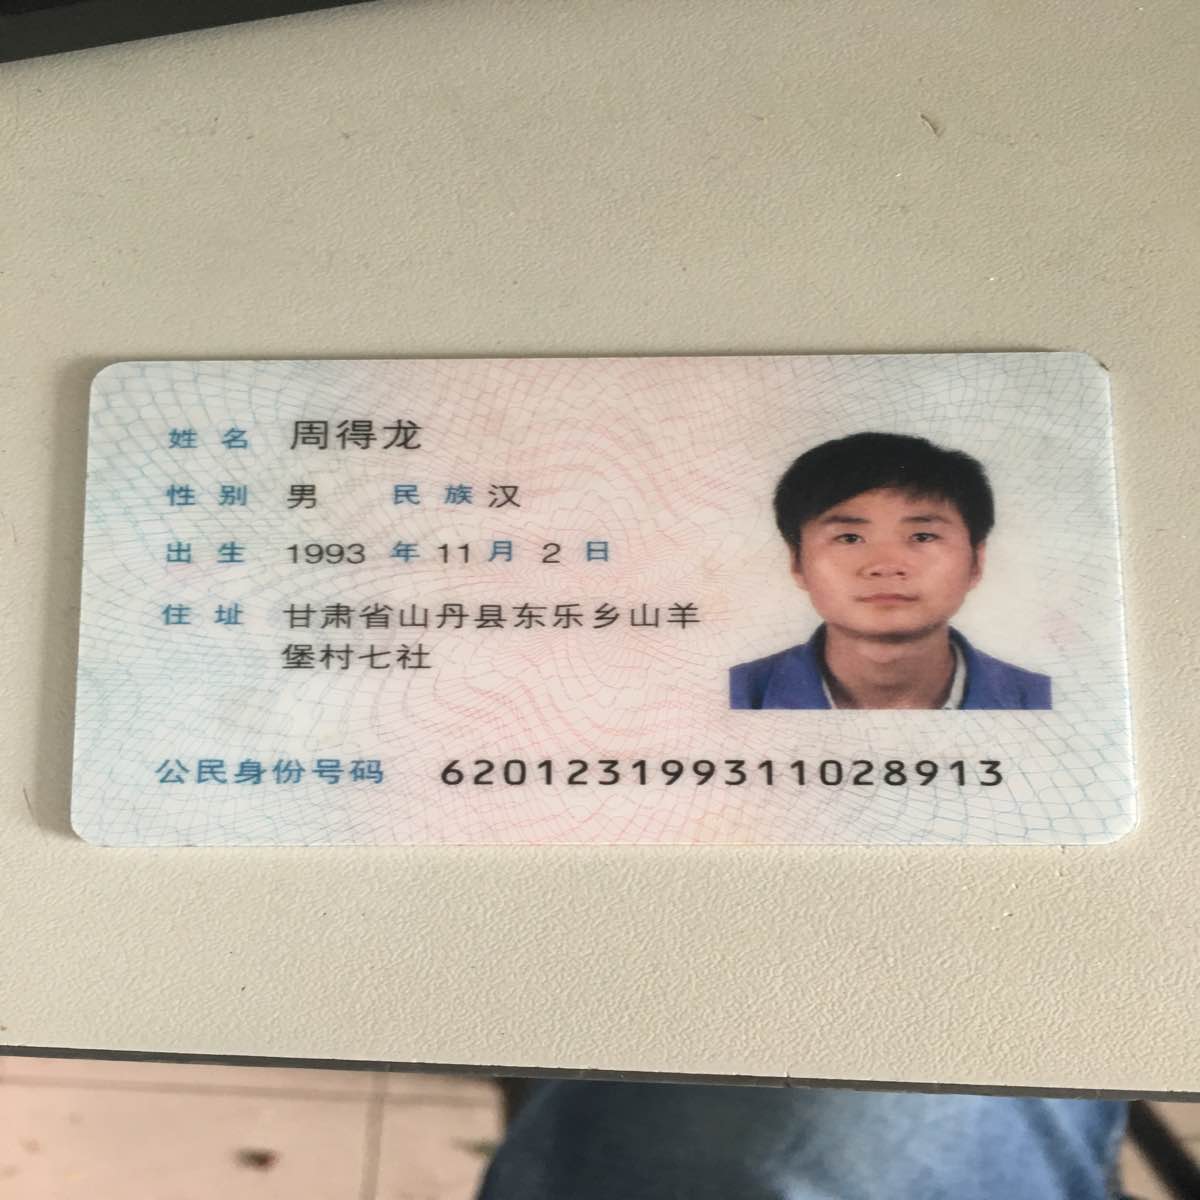 姓名 周得龙
性别 男 民族 汉
出生 1993 年 11 月 2 日
住址 甘肃省山丹县东乐乡山羊
堡村七社
公民身份号码 620123199311028913